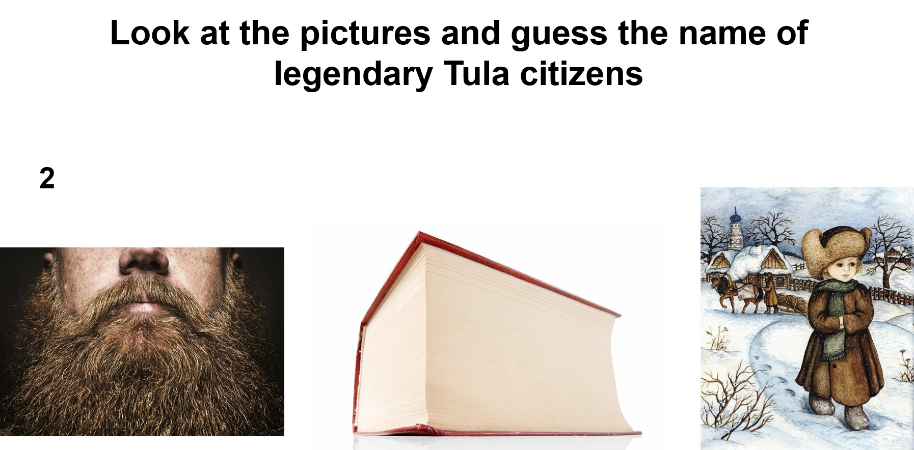 Look at the pictures and guess the name of
legendary Tula citizens
2